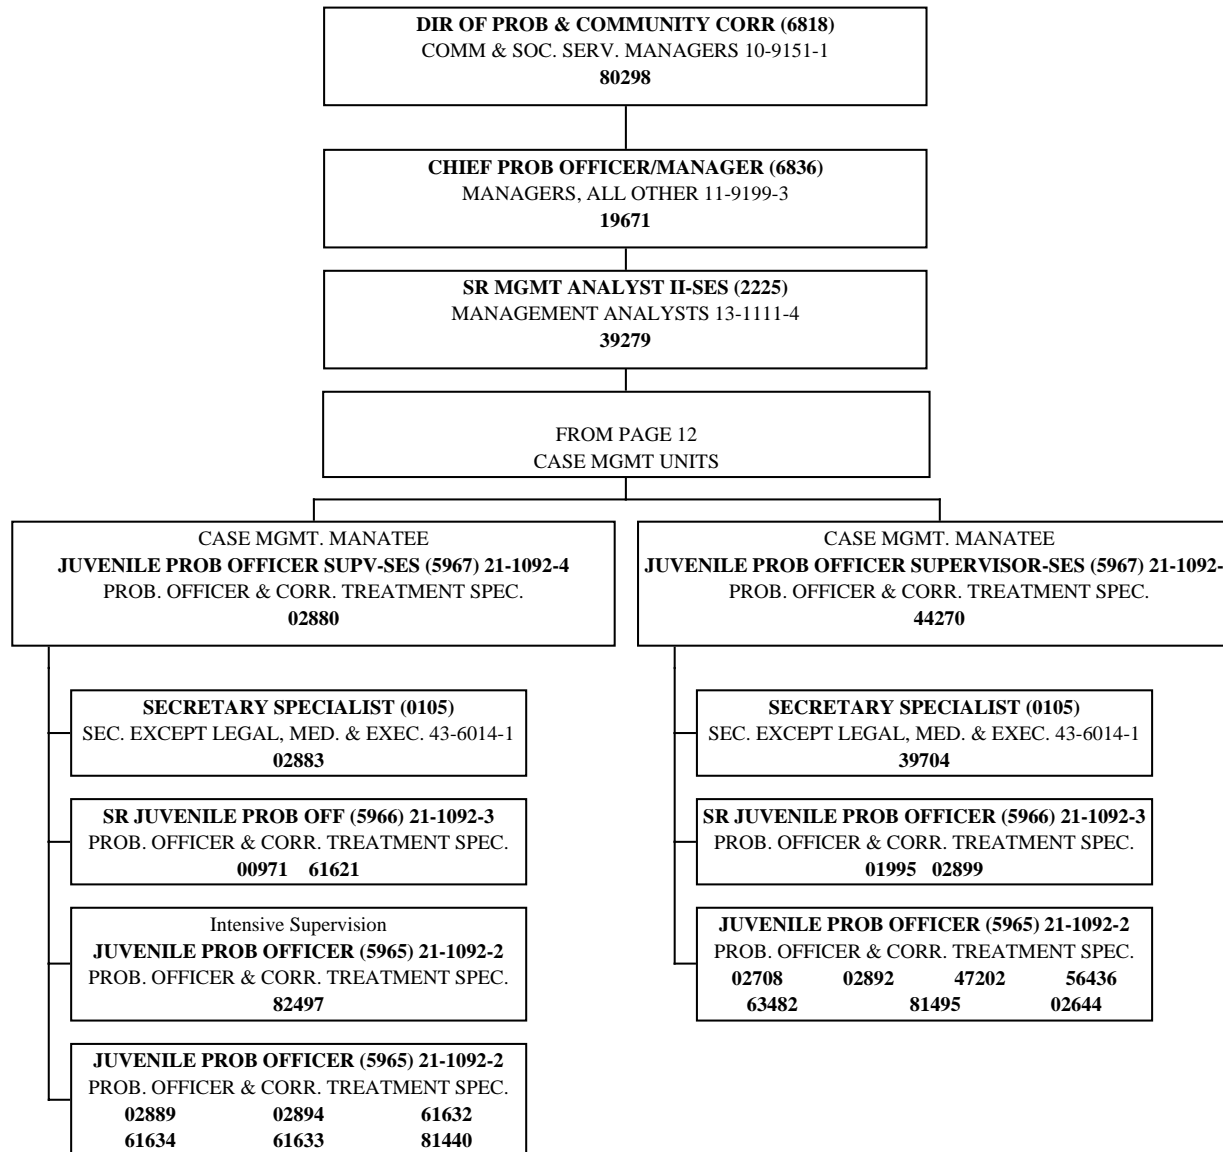 DIR OF PROB & COMMUNITY CORR (6818)
COMM & SOC. SERV. MANAGERS 10-9151-1
80298
CHIEF PROB OFFICER/MANAGER (6836)
MANAGERS, ALL OTHER 11-9199-3
19671
SR MGMT ANALYST II-SES (2225)
MANAGEMENT ANALYSTS 13-1111-4
39279
FROM PAGE 12
CASE MGMT UNITS
CASE MGMT. MANATEE
JUVENILE PROB OFFICER SUPV-SES (5967) 21-1092-4
PROB. OFFICER & CORR. TREATMENT SPEC.
02880
SECRETARY SPECIALIST (0105)
SEC. EXCEPT LEGAL, MED. & EXEC. 43-6014-1
02883
SR JUVENILE PROB OFF (5966) 21-1092-3
PROB. OFFICER & CORR. TREATMENT SPEC.
00971 61621
Intensive Supervision
JUVENILE PROB OFFICER (5965) 21-1092-2
PROB. OFFICER & CORR. TREATMENT SPEC.
82497
JUVENILE PROB OFFICER (5965) 21-1092-2
PROB. OFFICER & CORR. TREATMENT SPEC.
02889 02894 61632
61634 61633 81440
CASE MGMT. MANATEE
JUVENILE PROB OFFICER SUPERVISOR-SES (5967) 21-1092-
PROB. OFFICER & CORR. TREATMENT SPEC.
44270
SECRETARY SPECIALIST (0105)
SEC. EXCEPT LEGAL, MED. & EXEC. 43-6014-1
39704
SR JUVENILE PROB OFFICER (5966) 21-1092-3
PROB. OFFICER & CORR. TREATMENT SPEC.
01995 02899
JUVENILE PROB OFFICER (5965) 21-1092-2
PROB. OFFICER & CORR. TREATMENT SPEC.
02708 02892 47202 56436
63482 81495 02644